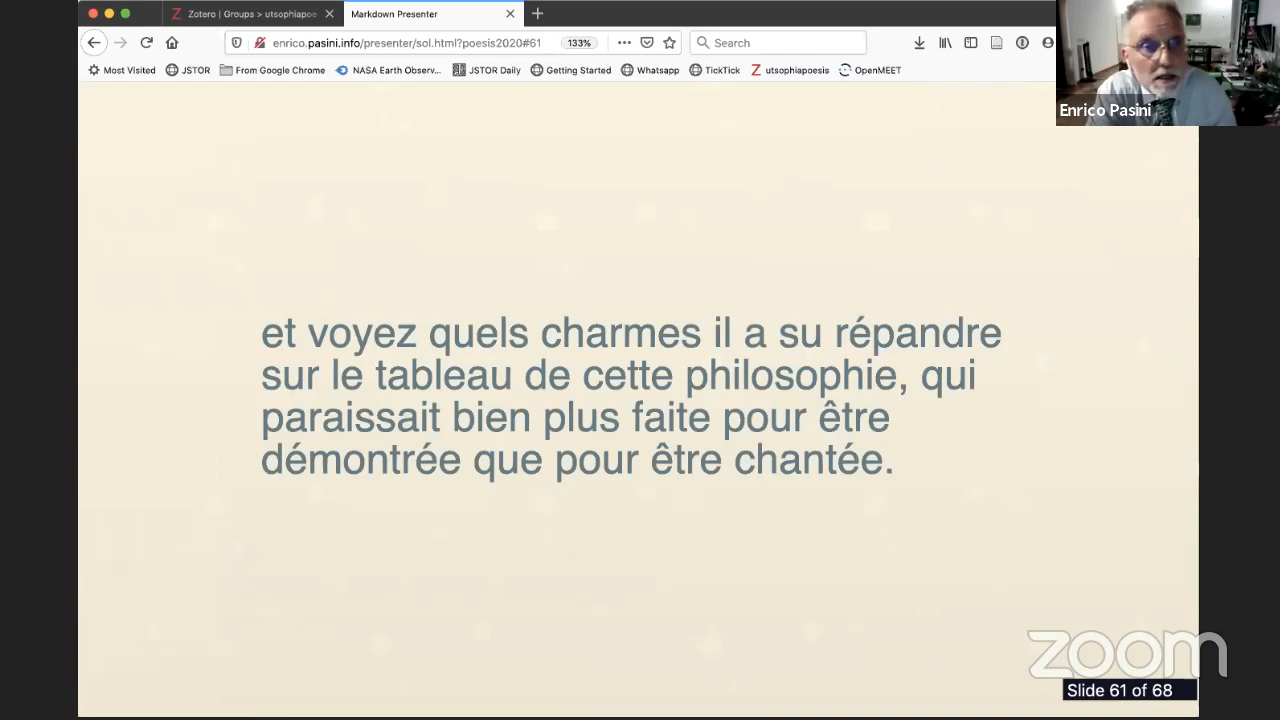 Zotero | Groups > utsophiapoe
Markdown Presenter
enrico.pasini.info/presenter/sol.html?poesis2020#61
133%
Search
Most Visited
JSTOR
From Google Chrome
NASA Earth Observ...
JSTOR Daily
Getting Started
Whatsapp
TickTick
utsophiapoesis
OpenMEET
Enrico Pasini
et voyez quels charmes il a su répandre
sur le tableau de cette philosophie, qui
paraissait bien plus faite pour être
démontrée que pour être chantée.
zoom
Slide 61 of 68